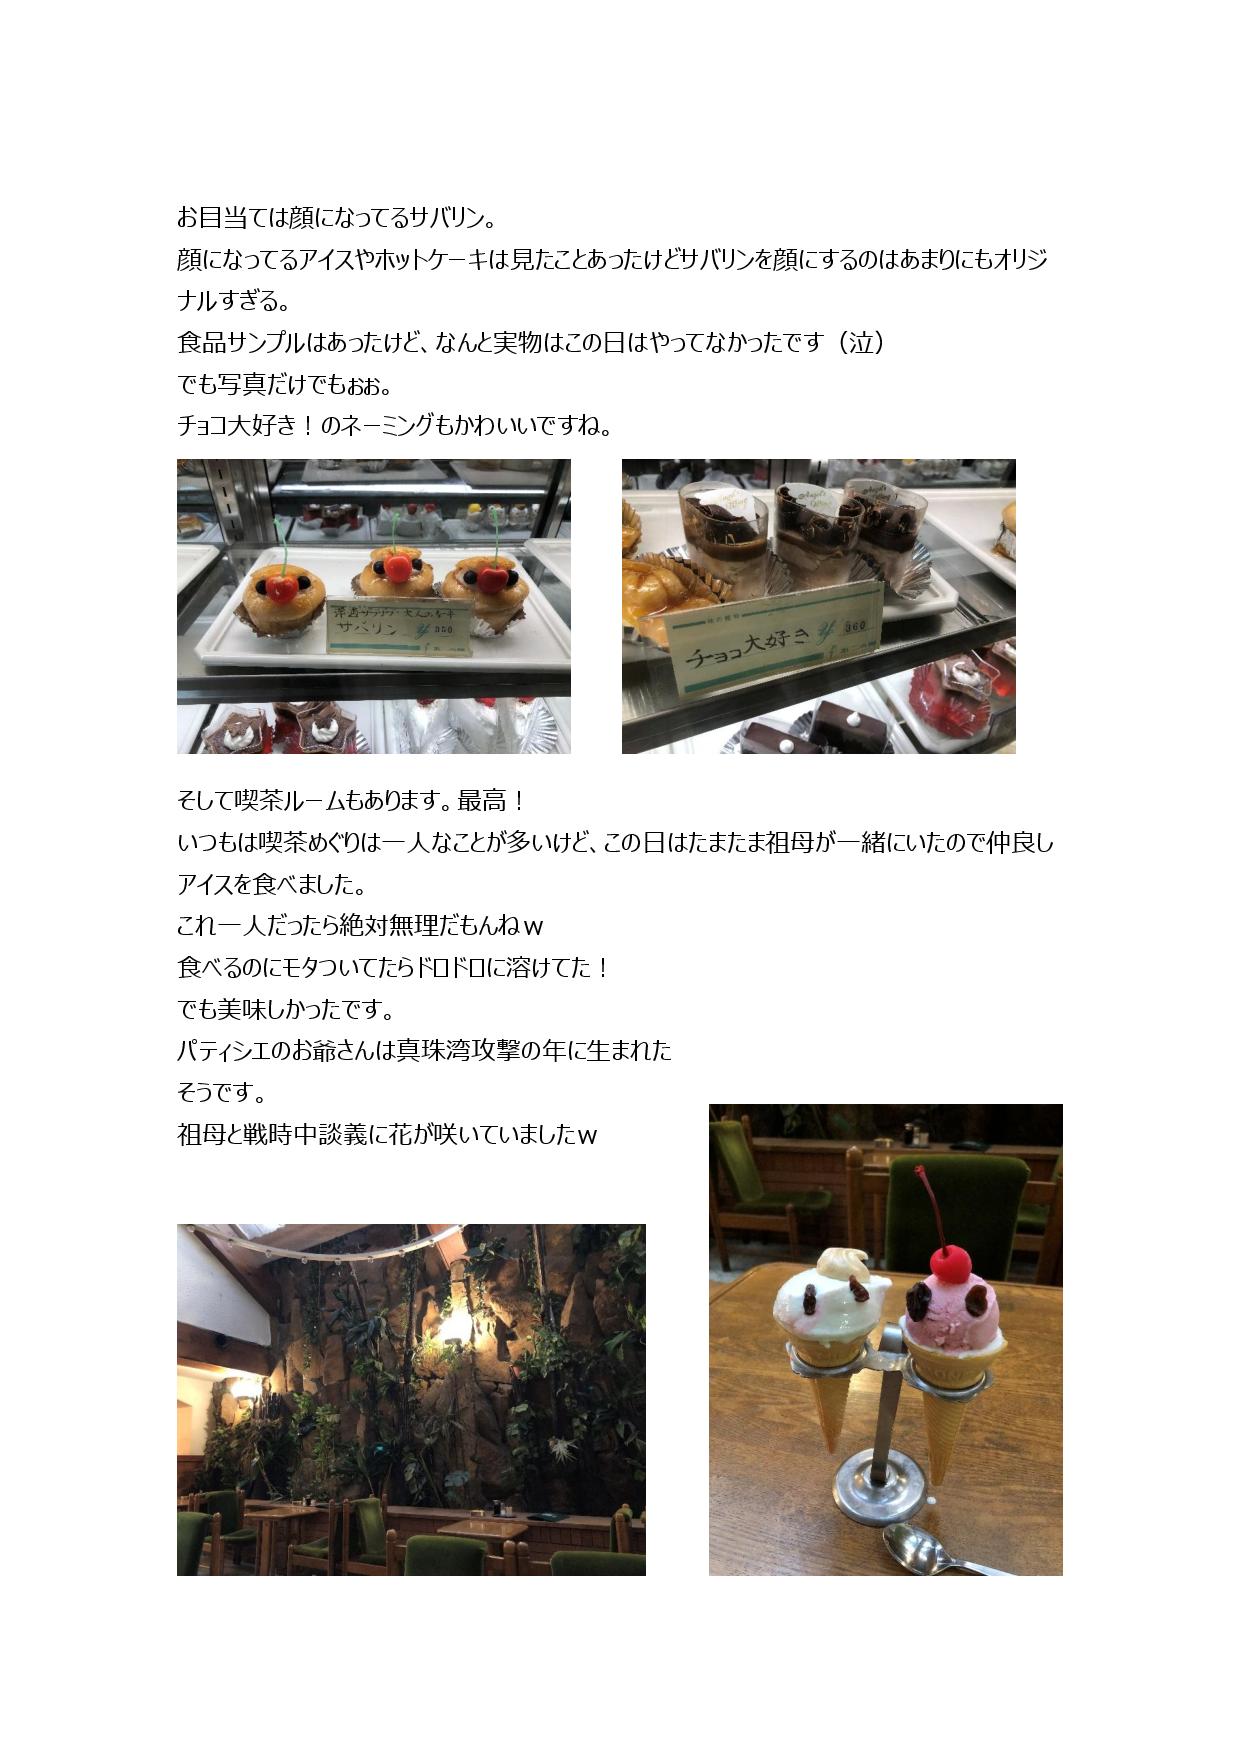 お目当ては顔になってるサバリン。
顔になってるアイスやホットケーキは見たことあったけどサバリンを顔にするのはあまりにもオリジ
ナルすぎる。
食品サンプルはあったけど、なんと実物はこの日はやってなかったです（泣）
でも写真だけでもぉぉ。
チョコ大好き！のネーミングもかわいいですね。
サバリン ¥350
Angel's Wing
Angel's Wing
チョコ大好き ¥360
そして喫茶ルームもあります。最高！
いつもは喫茶めぐりは一人なことが多いけど、この日はたまたま祖母が一緒にいたので仲良し
アイスを食べました。
これ一人だったら絶対無理だもんねｗ
食べるのにモタついてたらドロドロに溶けてた！
でも美味しかったです。
パティシエのお爺さんは真珠湾攻撃の年に生まれた
そうです。
祖母と戦時中談義に花が咲いていましたｗ